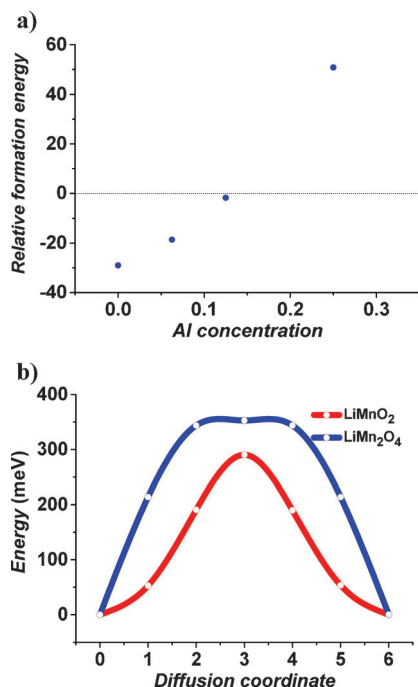 a)
Relative formation energy
60
40
20
0
-20
-40
0.0 0.1 0.2 0.3
Al concentration
b)
Energy (meV)
400
300
200
100
0
LiMnO₂
LiMn₂O₄
0 1 2 3 4 5 6
Diffusion coordinate